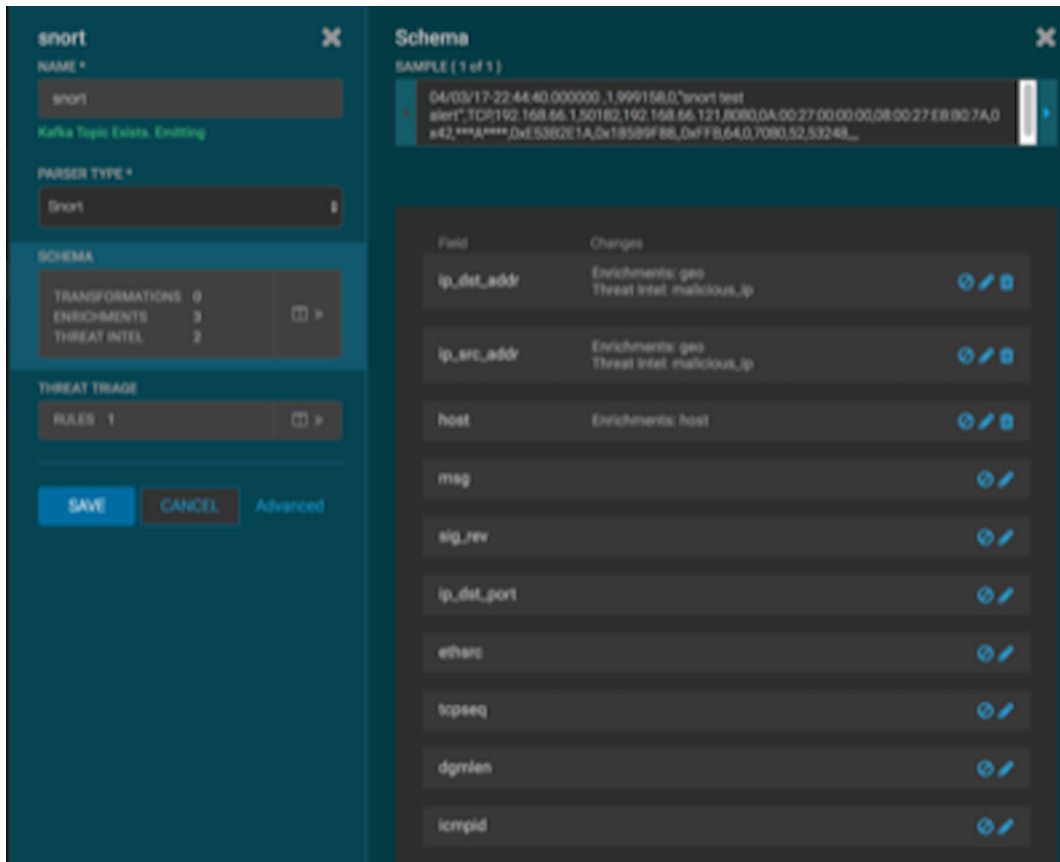 snort
NAME *
snort
Kafka Topic Exists. Emitting
PARSER TYPE *
Snort
SCHEMA
TRANSFORMATIONS 0
ENRICHMENTS 3
THREAT INTEL 2
THREAT TRIAGE
RULES 1
SAVE
CANCEL
Advanced
Schema
SAMPLE ( 1 of 1 )
04/03/17-22:44:40.000000 ,1,999158,0,"snort test
alert",TCP,192.168.66.1,50182,192.168.66.121,8080,0A:00:27:00:00:00,08:00:27:E8:B0:7A,0
x42,***A****,0xE53B2E1A,0x18589FBB,,0xFFB,64,0,7080,52,53248,,,,
Field
Changes
ip_dst_addr
Enrichments: geo
Threat Intel: malicious_ip
ip_src_addr
Enrichments: geo
Threat Intel: malicious_ip
host
Enrichments: host
msg
sig_rev
ip_dst_port
ethsrc
tcpseq
dgmlen
icmpid